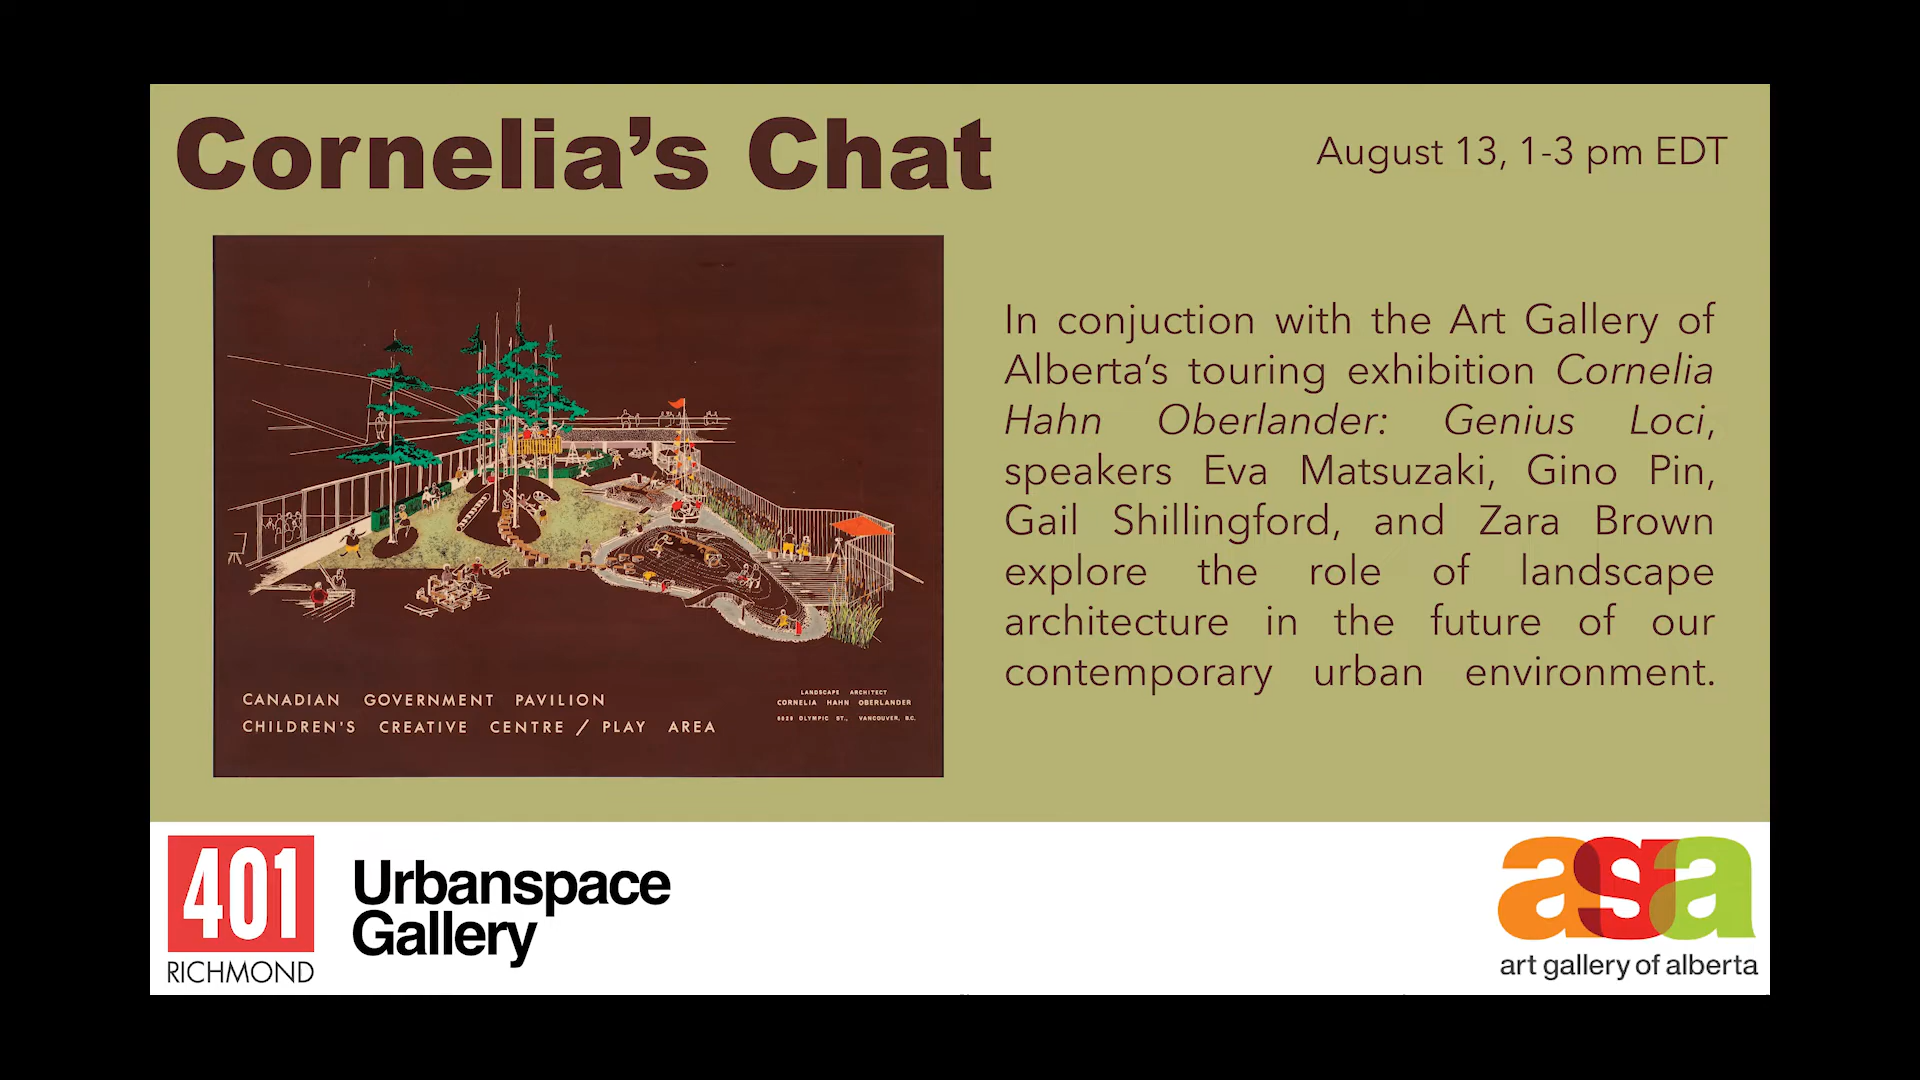 Cornelia’s Chat
August 13, 1-3 pm EDT
In conjuction with the Art Gallery of
Alberta’s touring exhibition Cornelia
Hahn Oberlander: Genius Loci,
speakers Eva Matsuzaki, Gino Pin,
Gail Shillingford, and Zara Brown
explore the role of landscape
architecture in the future of our
contemporary urban environment.
CANADIAN GOVERNMENT PAVILION
CHILDREN'S CREATIVE CENTRE / PLAY AREA
LANDSCAPE ARCHITECT
CORNELIA HAHN OBERLANDER
6029 OLYMPIC ST., VANCOUVER, B.C.
401
RICHMOND
Urbanspace
Gallery
aga
art gallery of alberta